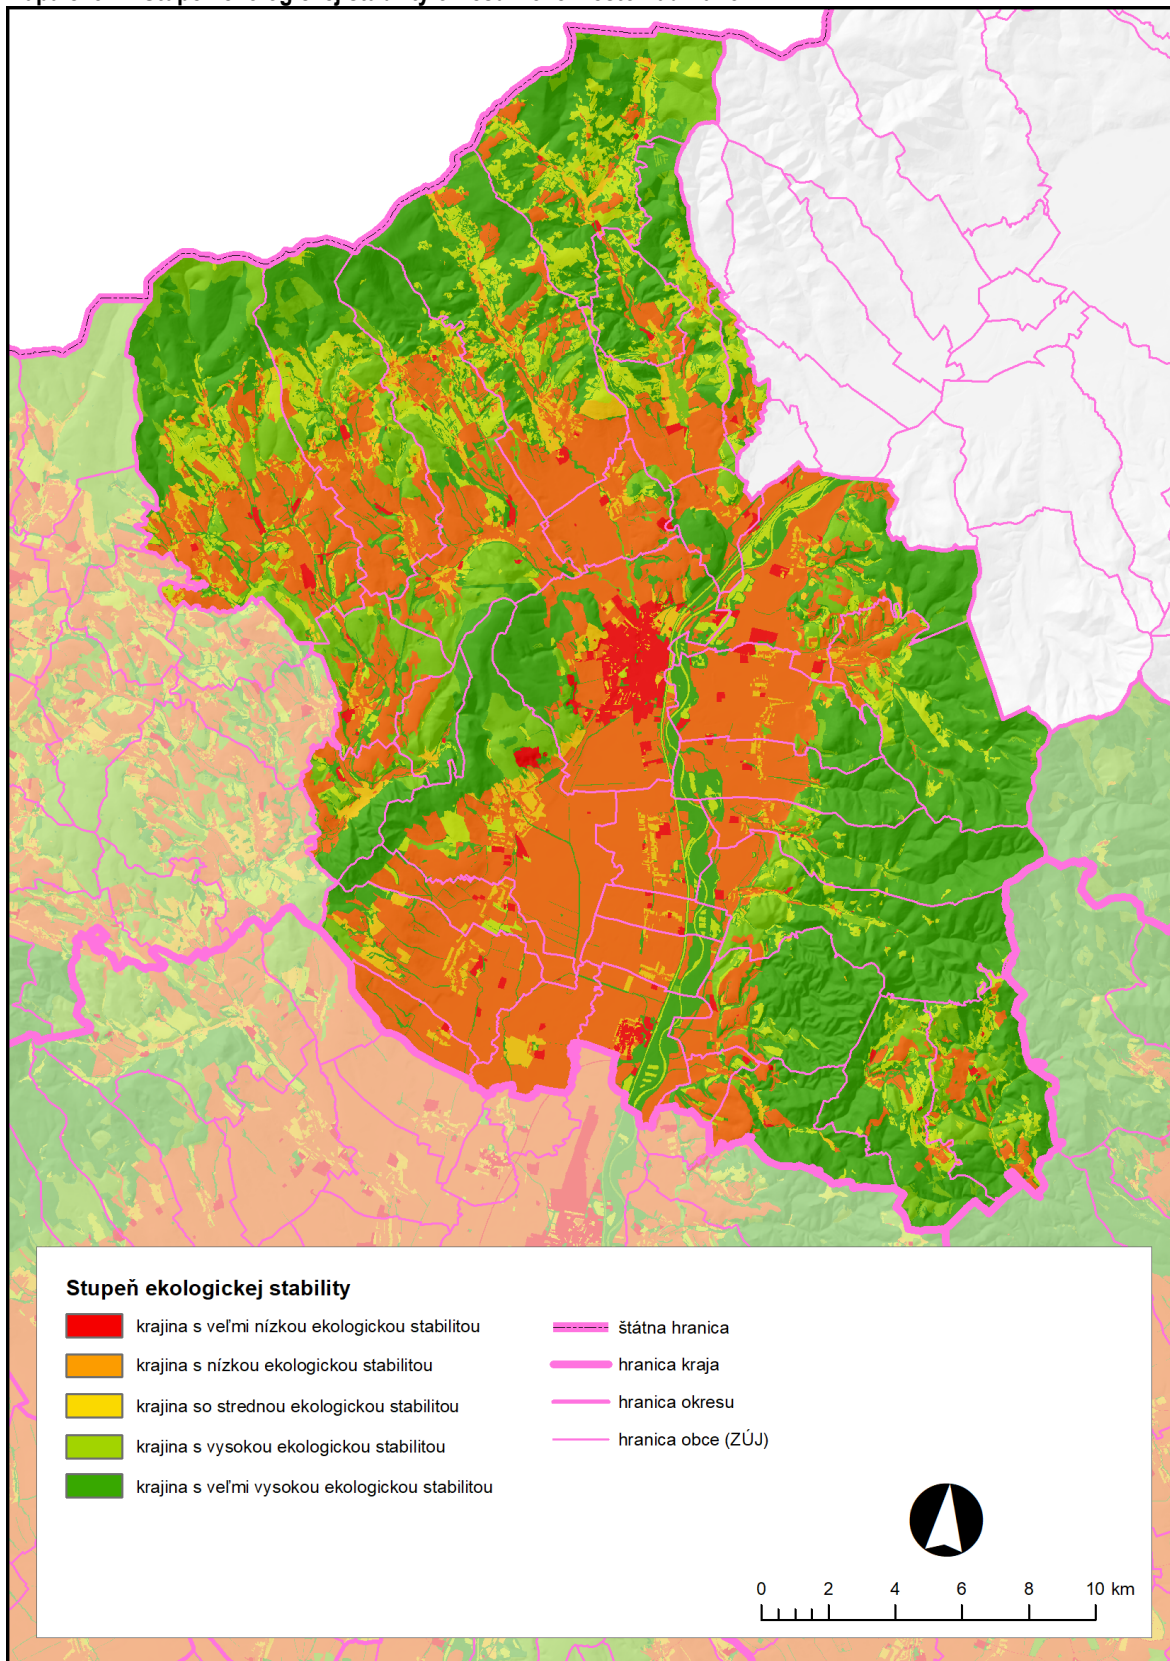 Stupeň ekologickej stability
krajina s veľmi nízkou ekologickou stabilitou
krajina s nízkou ekologickou stabilitou
krajina so strednou ekologickou stabilitou
krajina s vysokou ekologickou stabilitou
krajina s veľmi vysokou ekologickou stabilitou
štátna hranica
hranica kraja
hranica okresu
hranica obce (ZÚJ)
0 2 4 6 8 10 km